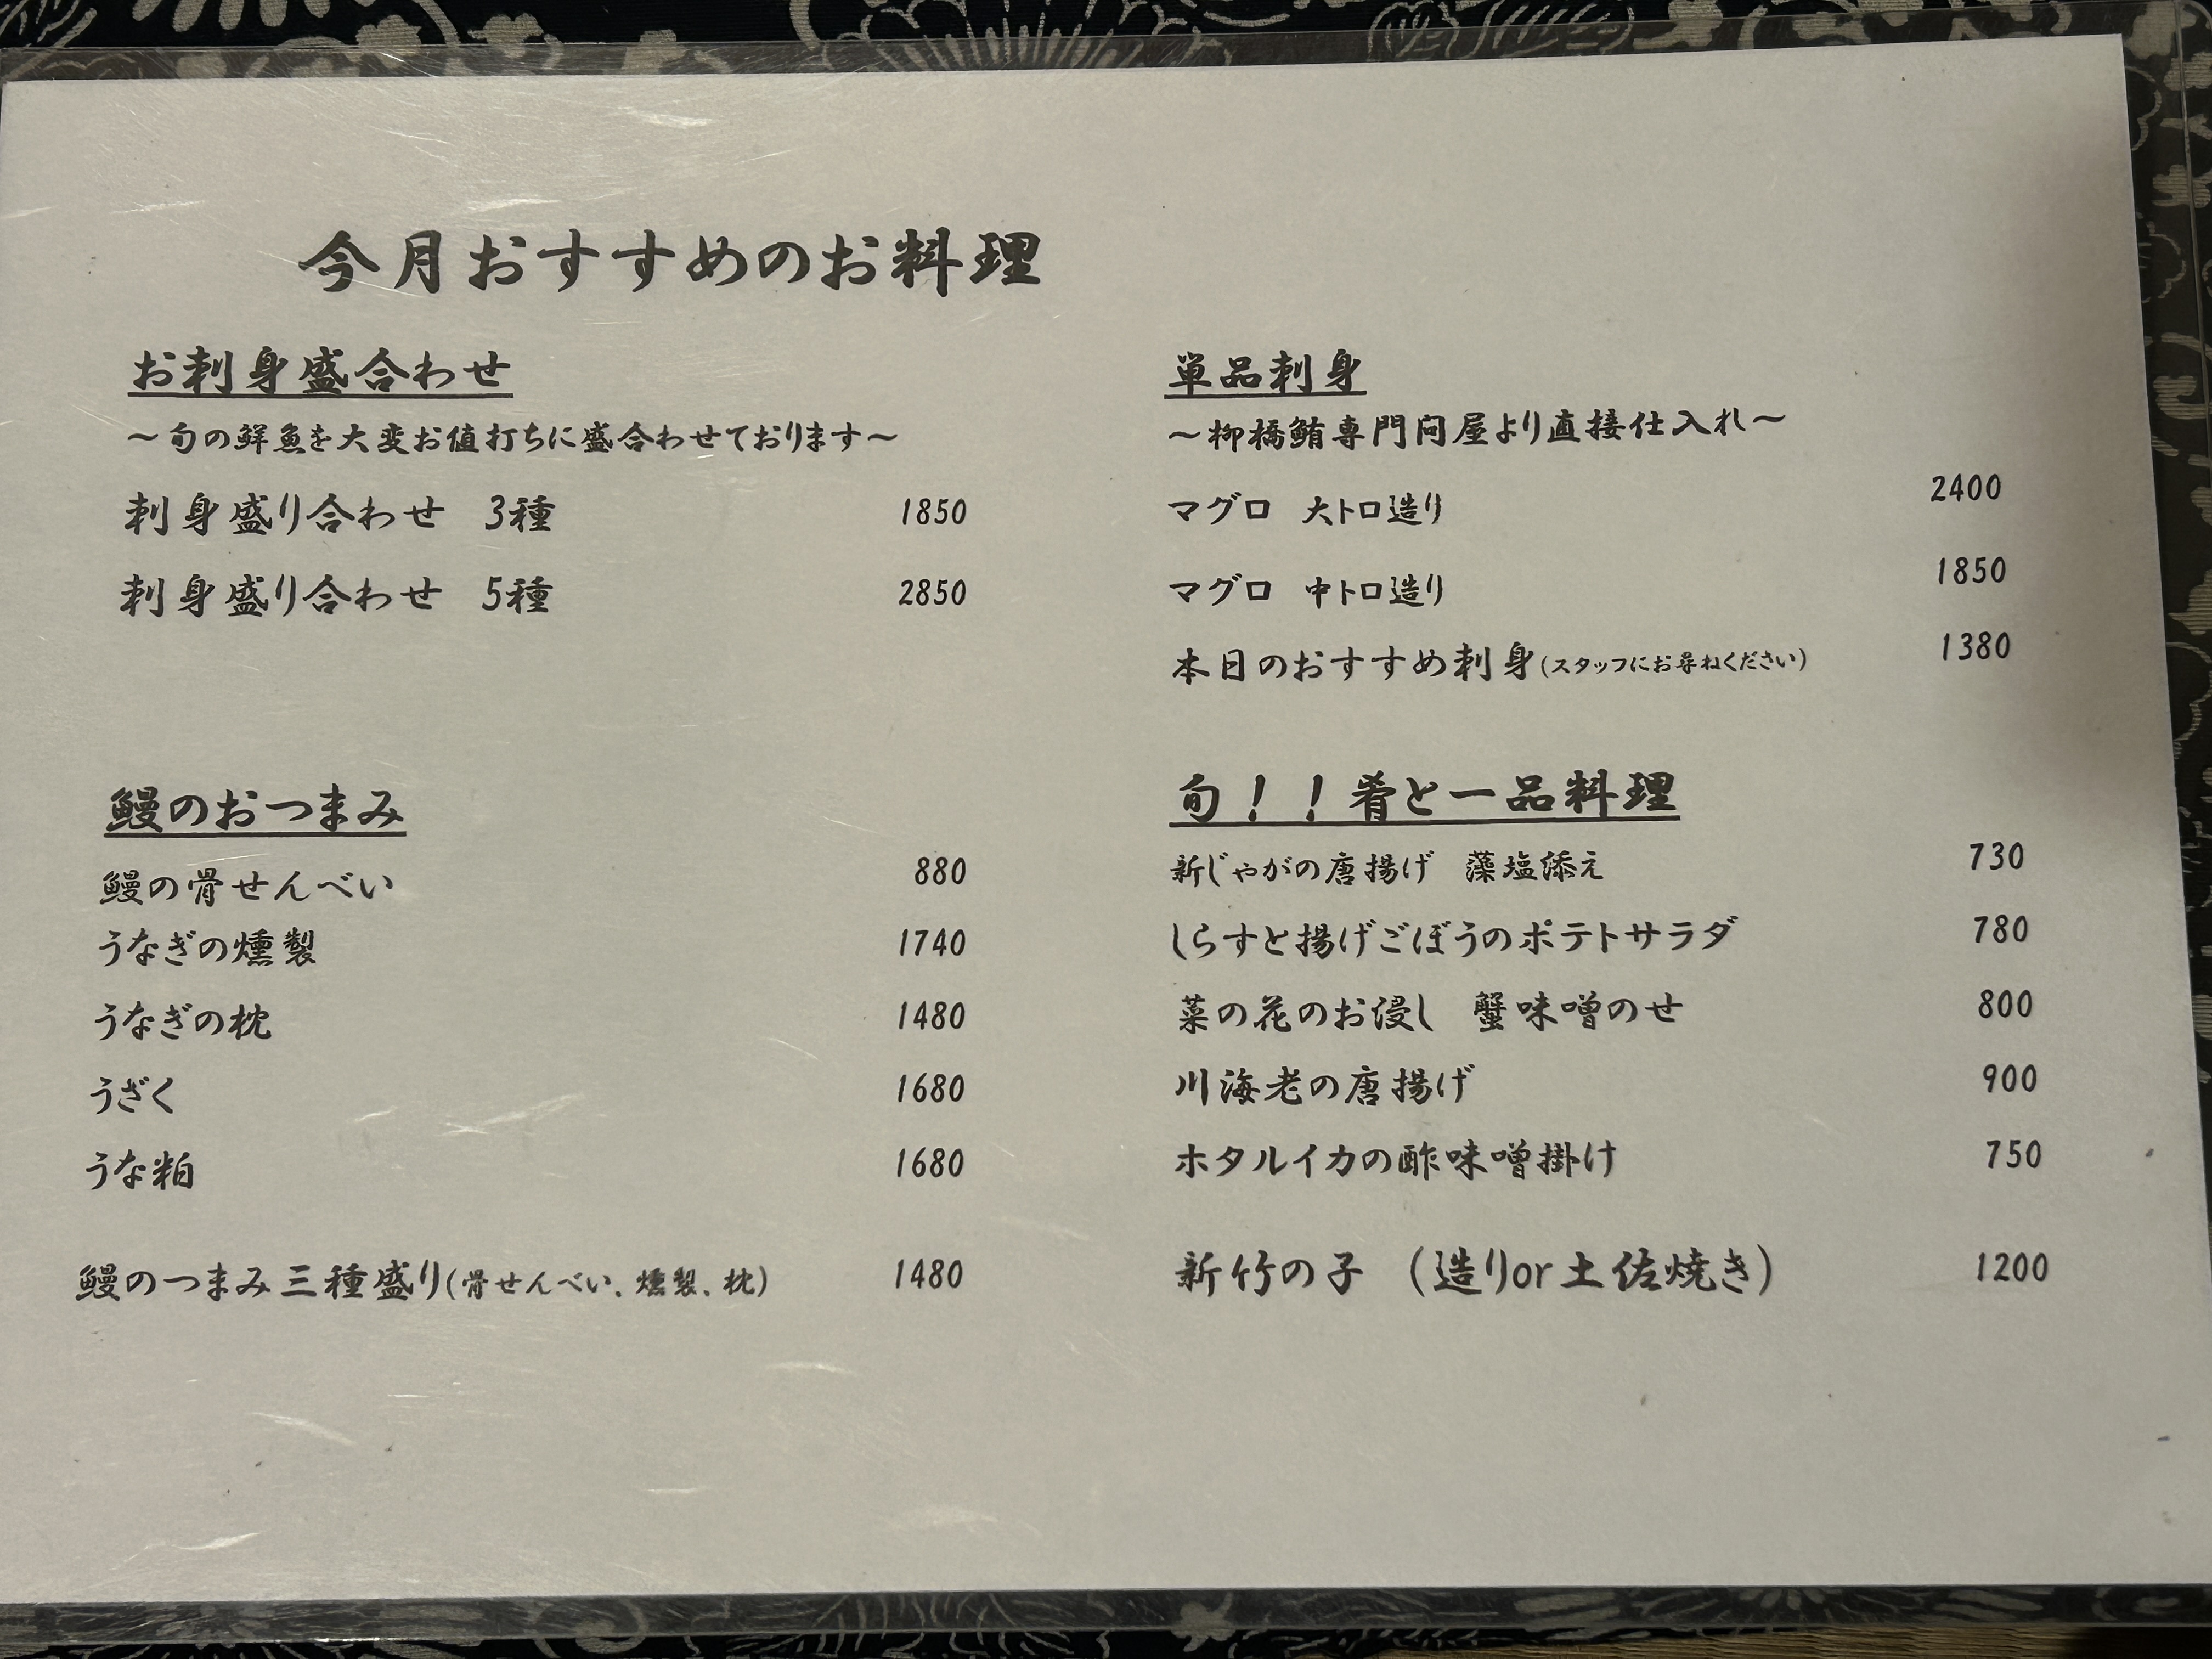 今月おすすめのお料理
お刺身盛合わせ
～旬の鮮魚を大変お値打ちに盛合わせております～
刺身盛り合わせ 3種 1850
刺身盛り合わせ 5種 2850
鰻のおつまみ
鰻の骨せんべい 880
うなぎの燻製 1740
うなぎの枕 1480
うざく 1680
うな粕 1680
鰻のつまみ三種盛り(骨せんべい、燻製、枕) 1480
単品刺身
～柳橋鮪専門問屋より直接仕入れ～
マグロ 大トロ造り 2400
マグロ 中トロ造り 1850
本日のおすすめ刺身(スタッフにお尋ねください) 1380
旬！！肴と一品料理
新じゃがの唐揚げ 藻塩添え 730
しらすと揚げごぼうのポテトサラダ 780
菜の花のお浸し 蟹味噌のせ 800
川海老の唐揚げ 900
ホタルイカの酢味噌掛け 750
新竹の子 (造りor土佐焼き) 1200